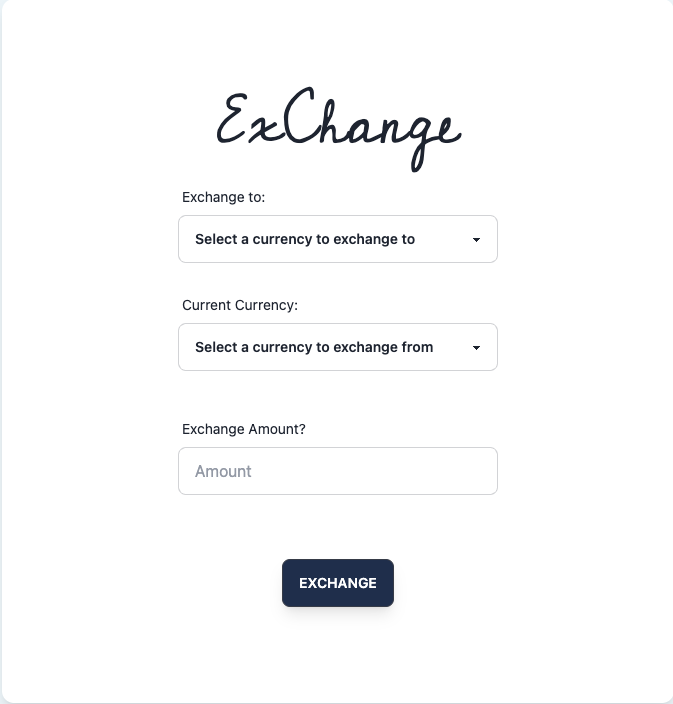 ExChange
Exchange to:
Select a currency to exchange to
Current Currency:
Select a currency to exchange from
Exchange Amount?
Amount
EXCHANGE